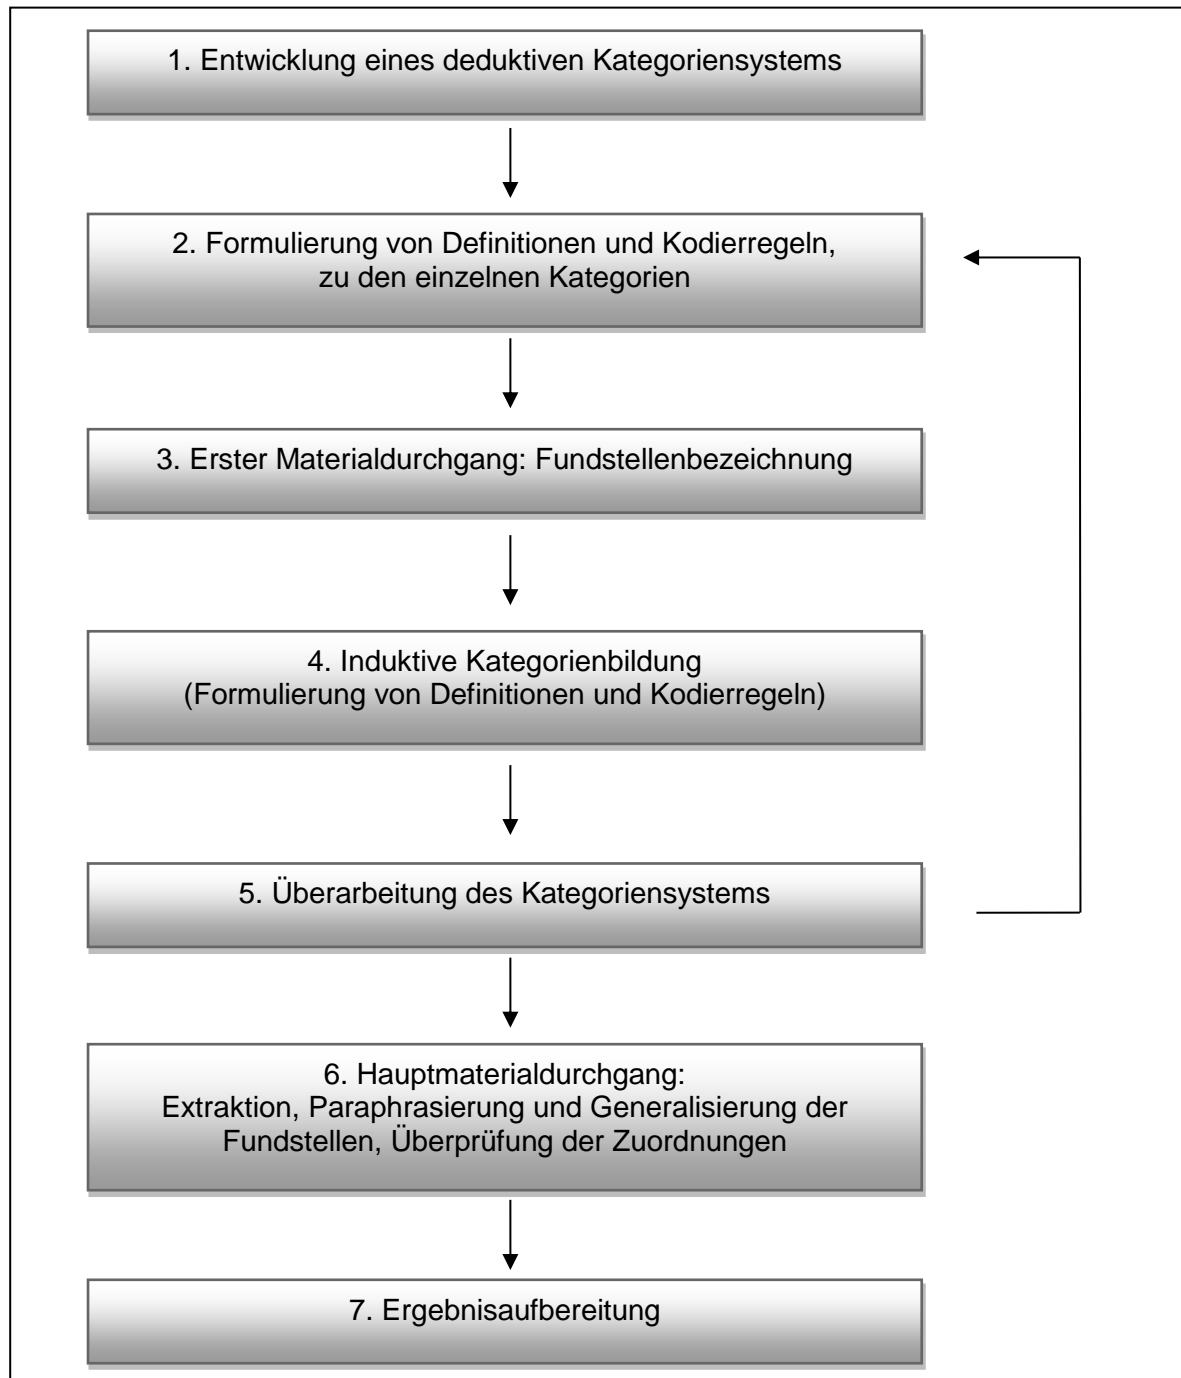 1. Entwicklung eines deduktiven Kategoriensystems
2. Formulierung von Definitionen und Kodierregeln,
zu den einzelnen Kategorien
3. Erster Materialdurchgang: Fundstellenbezeichnung
4. Induktive Kategorienbildung
(Formulierung von Definitionen und Kodierregeln)
5. Überarbeitung des Kategoriensystems
6. Hauptmaterialdurchgang:
Extraktion, Paraphrasierung und Generalisierung der
Fundstellen, Überprüfung der Zuordnungen
7. Ergebnisaufbereitung